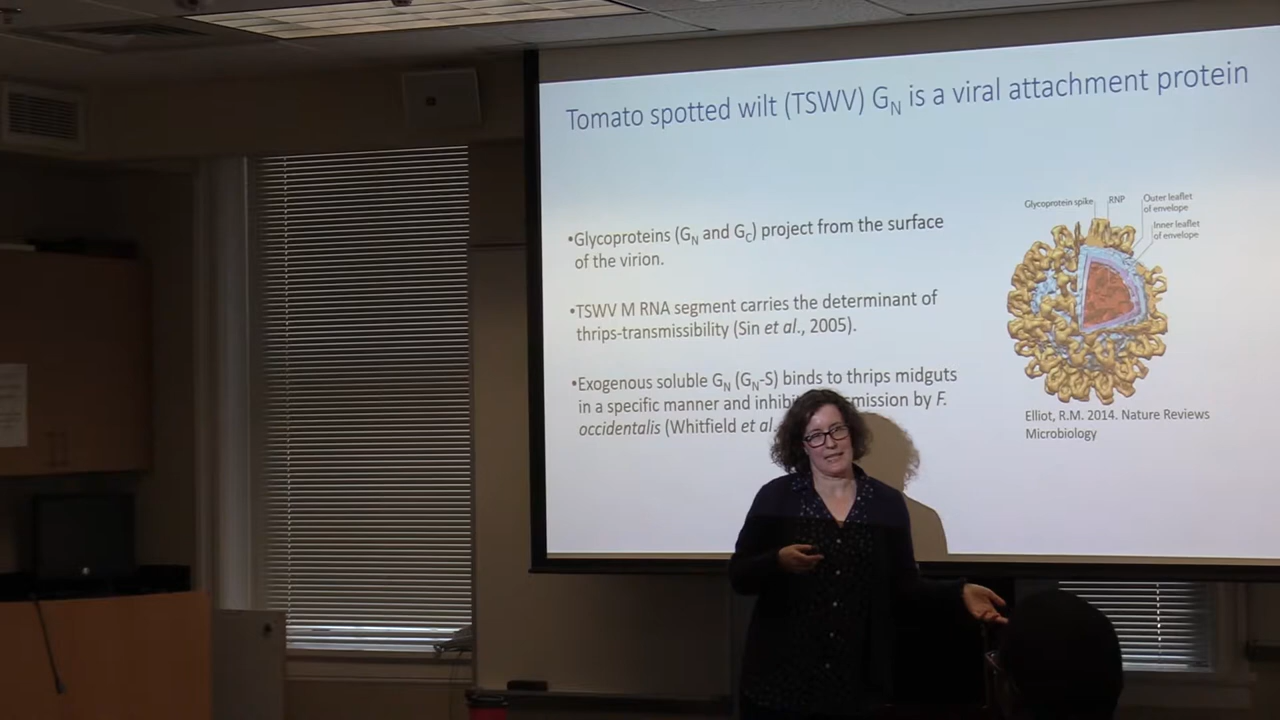 Tomato spotted wilt (TSWV) GN is a viral attachment protein
•Glycoproteins (GN and GC) project from the surface
of the virion.
•TSWV M RNA segment carries the determinant of
thrips-transmissibility (Sin et al., 2005).
•Exogenous soluble GN (GN-S) binds to thrips midguts
in a specific manner and by F.
occidentalis (Whitfield et al.
Glycoprotein spike
RNP
Outer leaflet
of envelope
Inner leaflet
of envelope
Elliot, R.M. 2014. Nature Reviews
Microbiology